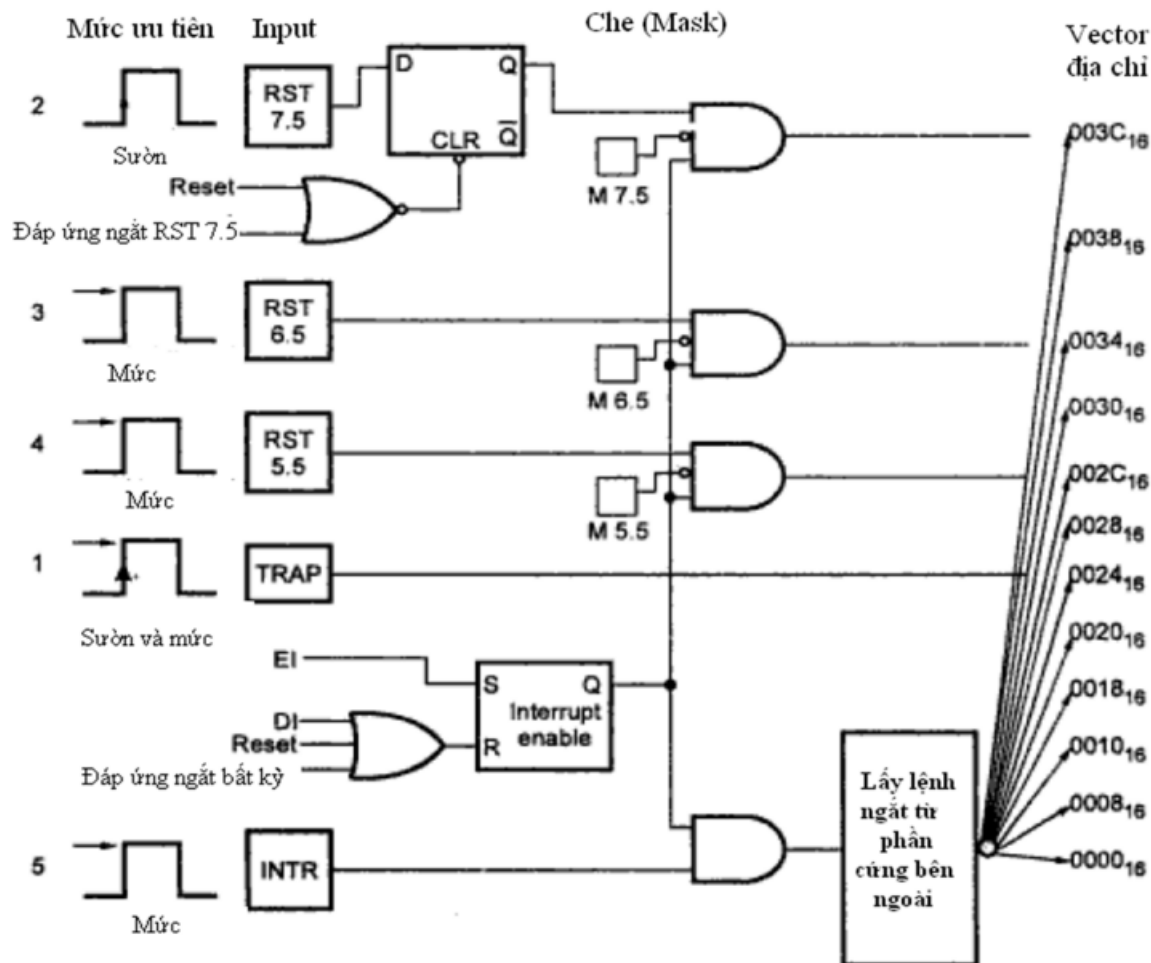 Mức ưu tiên
Input
Che (Mask)
Vector
địa chỉ
2
Sườn
RST
7.5
D
Q
Q̅
CLR
M 7.5
003C₁₆
Reset
Đáp ứng ngắt RST 7.5
0038₁₆
3
Mức
RST
6.5
M 6.5
0034₁₆
0030₁₆
4
Mức
RST
5.5
M 5.5
002C₁₆
0028₁₆
1
Sườn và mức
TRAP
0024₁₆
0020₁₆
EI
DI
Reset
Đáp ứng ngắt bất kỳ
S
Q
Interrupt
enable
R
0018₁₆
0010₁₆
0008₁₆
0000₁₆
5
Mức
INTR
Lấy lệnh
ngắt từ
phần
cứng bên
ngoài